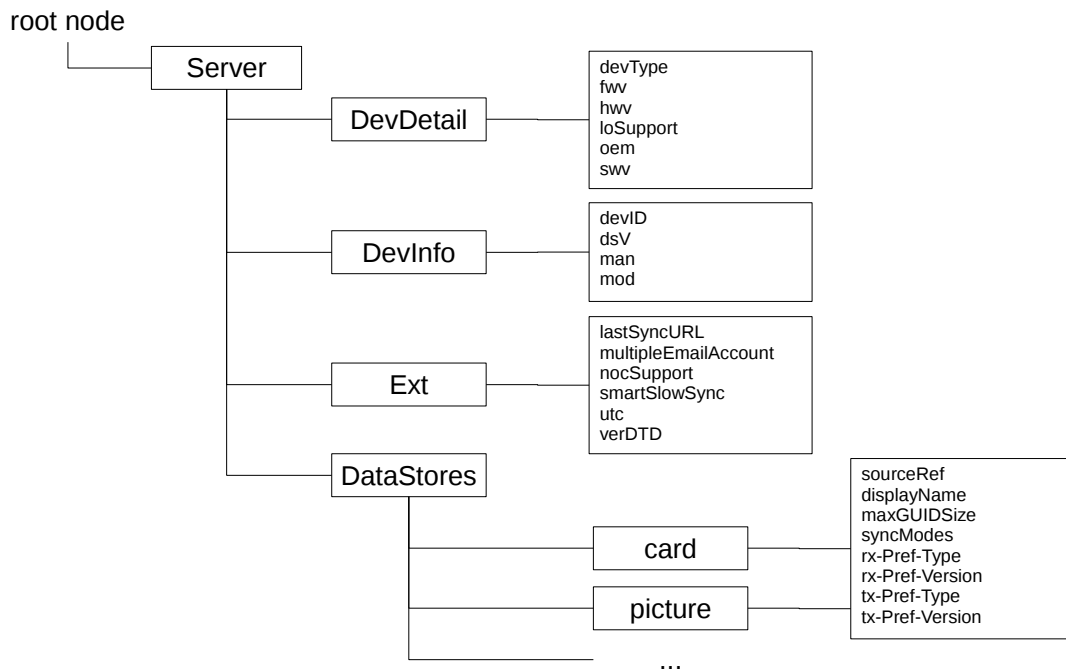 root node
Server
DevDetail
devType
fwv
hwv
loSupport
oem
swv
DevInfo
devID
dsV
man
mod
Ext
lastSyncURL
multipleEmailAccount
nocSupport
smartSlowSync
utc
verDTD
DataStores
card
picture
...
sourceRef
displayName
maxGUIDSize
syncModes
rx-Pref-Type
rx-Pref-Version
tx-Pref-Type
tx-Pref-Version